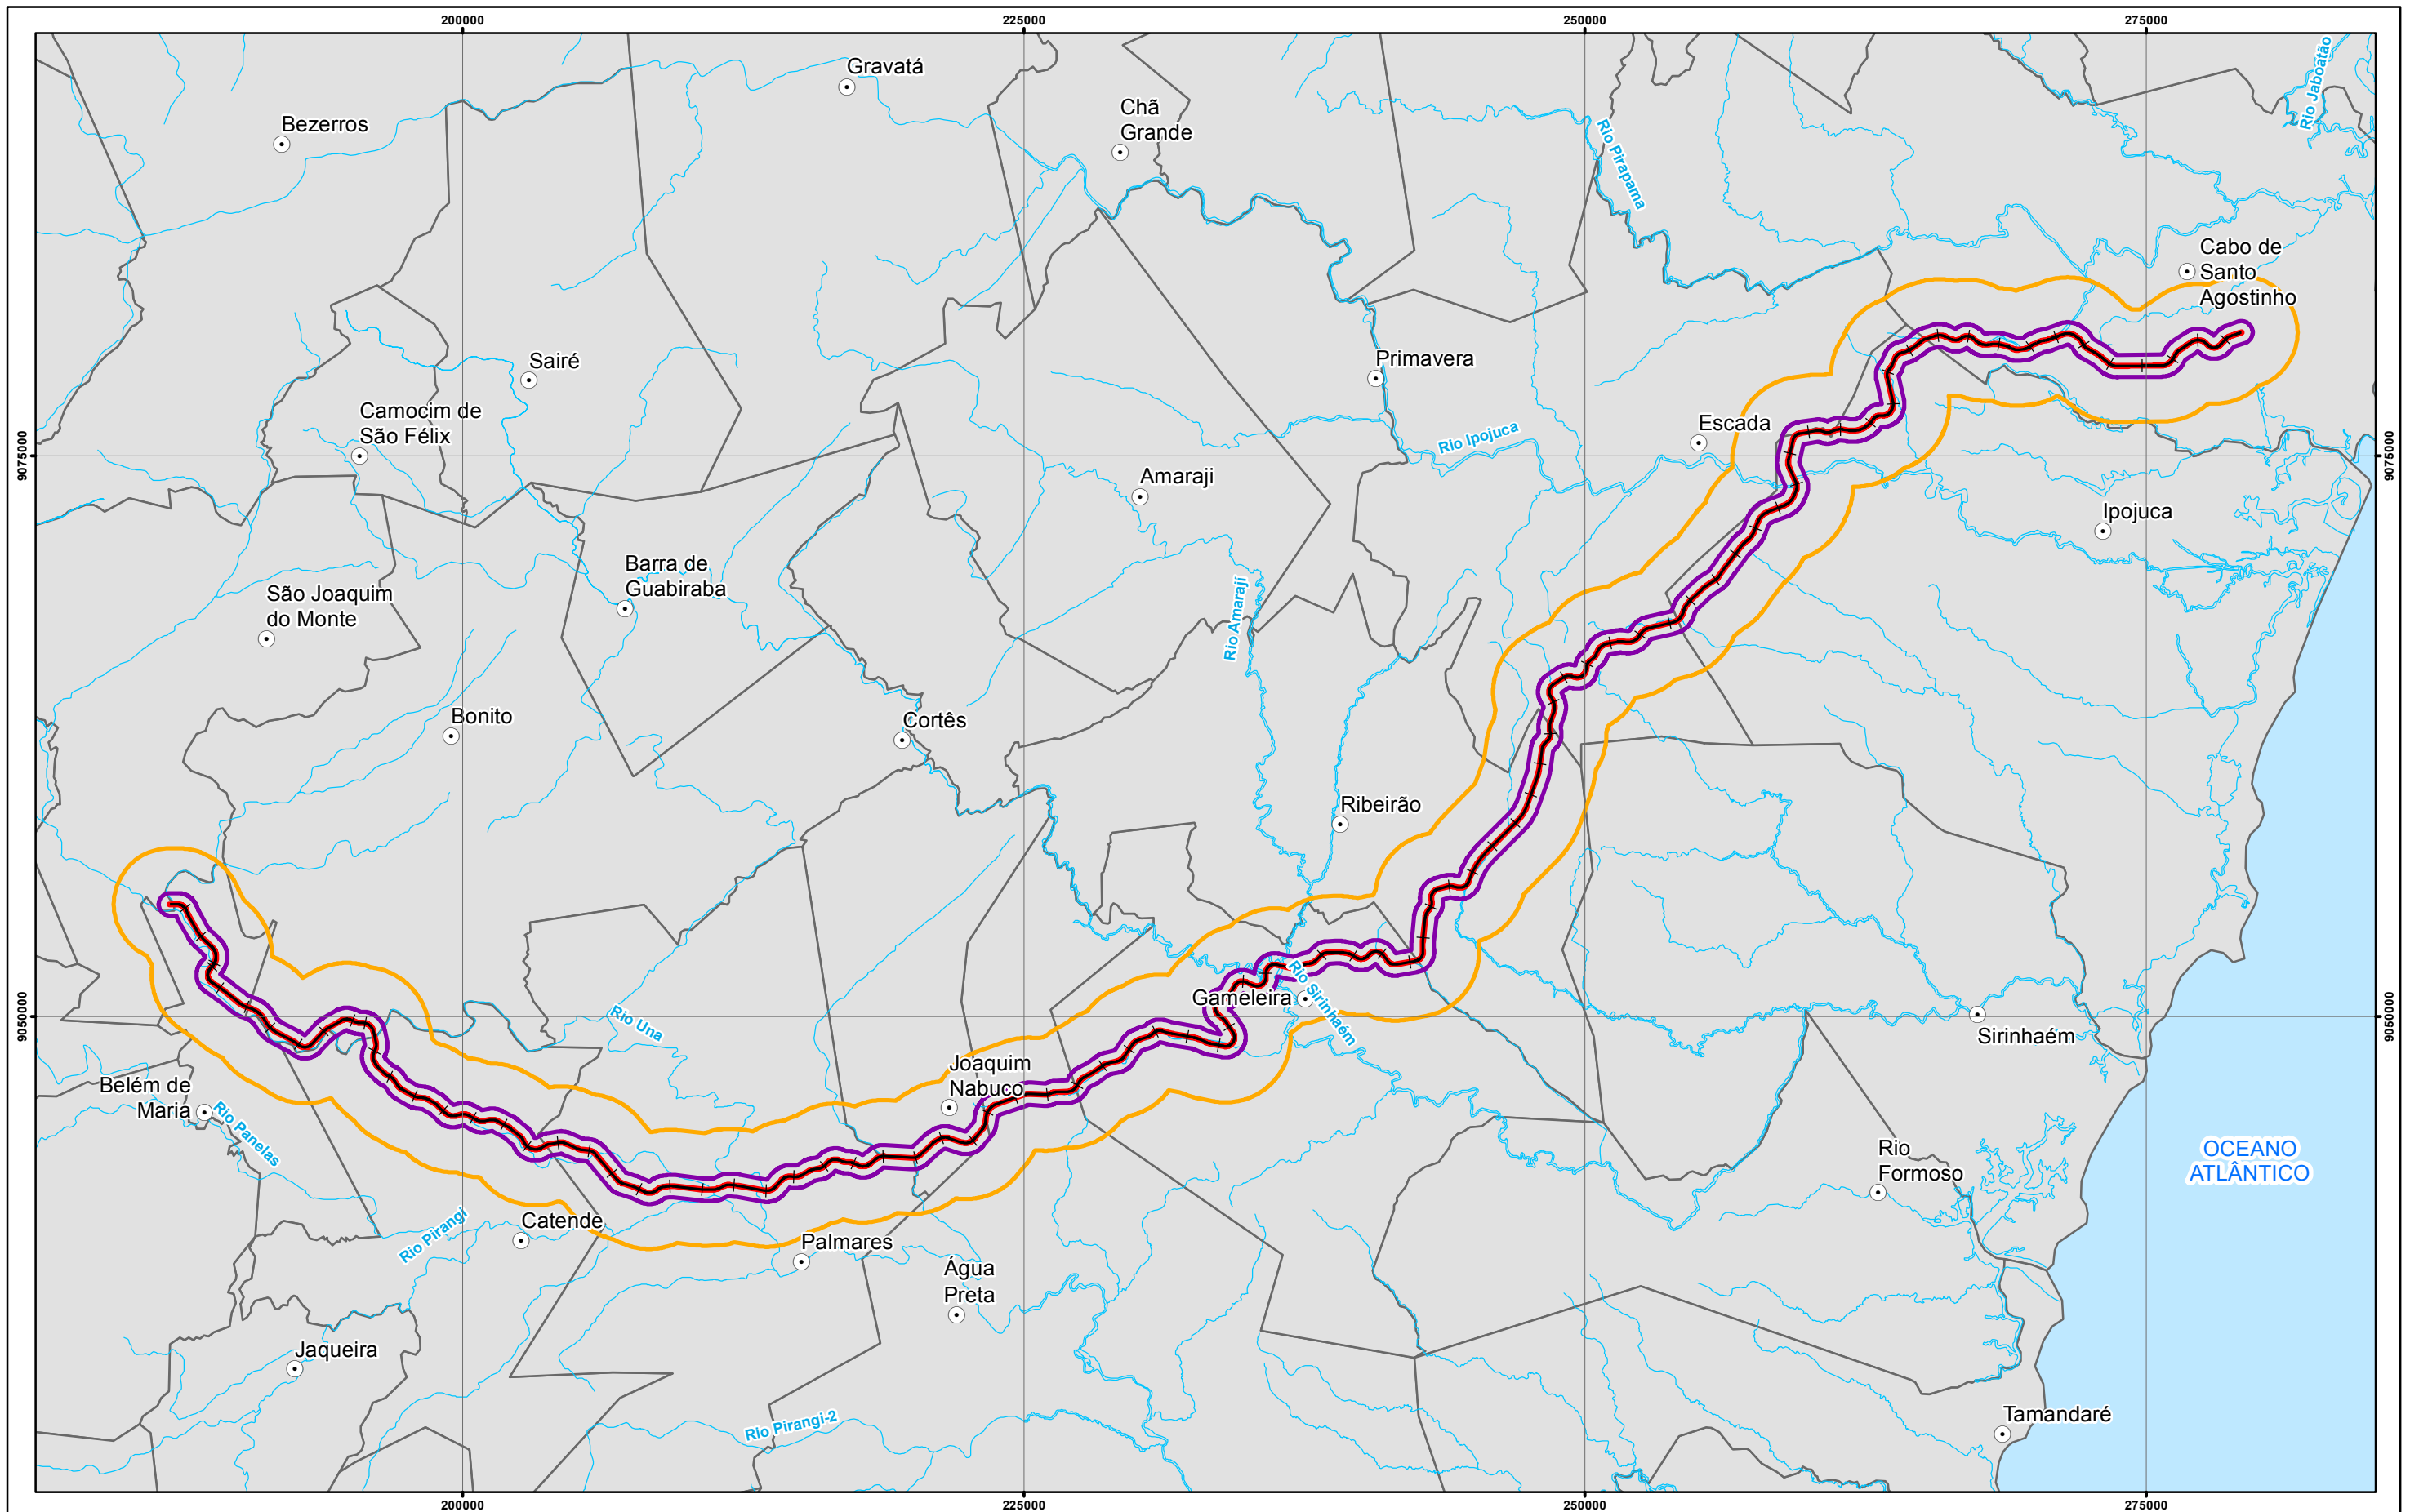 200000
225000
250000
275000
Gravatá
Rio Jaboatão
Chã
Grande
Bezerros
Rio Pirapama
Cabo de
Santo
Agostinho
Sairé
Primavera
Camocim de
São Félix
Escada
Rio Ipojuca
9075000
9075000
Amaraji
Ipojuca
Barra de
Guabiraba
São Joaquim
do Monte
Rio Amaraji
Bonito
Cortês
Ribeirão
Gameleira
Rio Sirinhaém
9050000
9050000
Rio Una
Sirinhaém
Joaquim
Nabuco
Belém de
Maria
Rio Panelas
Rio
Formoso
OCEANO
ATLÂNTICO
Rio Pirangi
Catende
Palmares
Água
Preta
Jaqueira
Rio Pirangi-2
Tamandaré
200000
225000
250000
275000